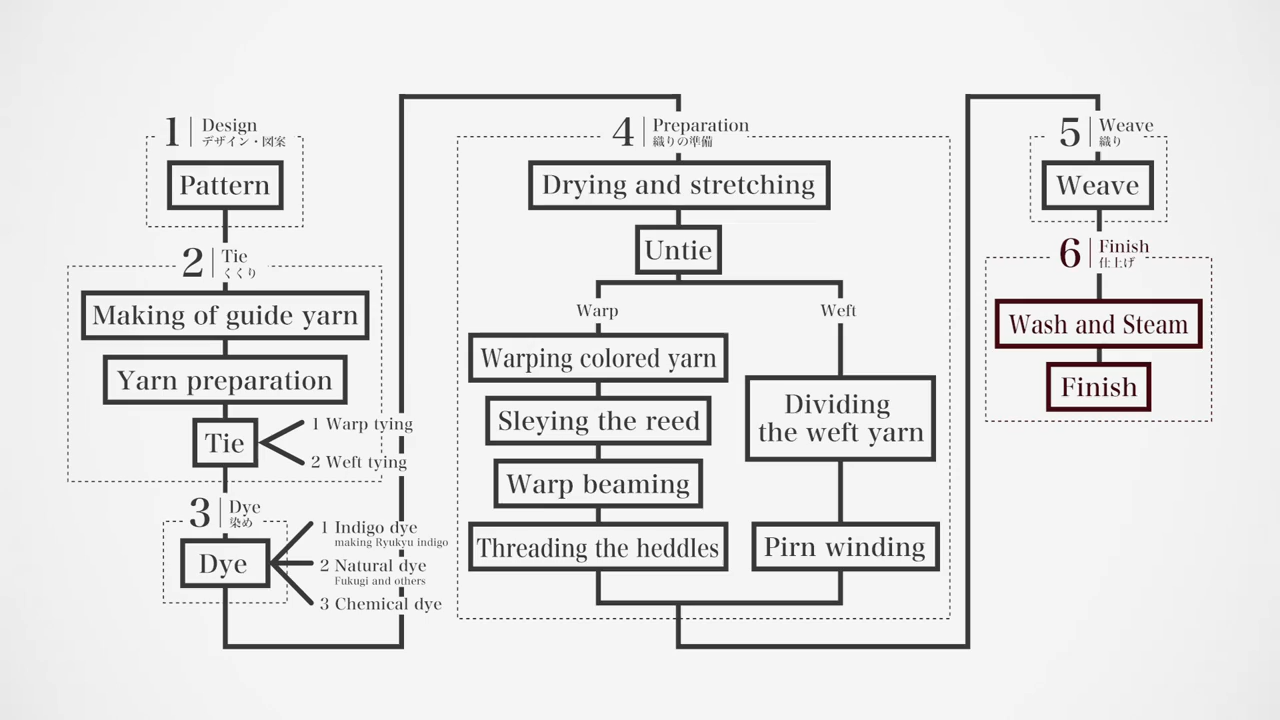 1 Design
デザイン・図案
Pattern
2 Tie
くくり
Making of guide yarn
Yarn preparation
Tie
1 Warp tying
2 Weft tying
3 Dye
染め
Dye
1 Indigo dye
making Ryukyu indigo
2 Natural dye
Fukugi and others
3 Chemical dye
4 Preparation
織りの準備
Drying and stretching
Untie
Warp
Warping colored yarn
Sleying the reed
Warp beaming
Threading the heddles
Weft
Dividing
the weft yarn
Pirn winding
5 Weave
織り
Weave
6 Finish
仕上げ
Wash and Steam
Finish